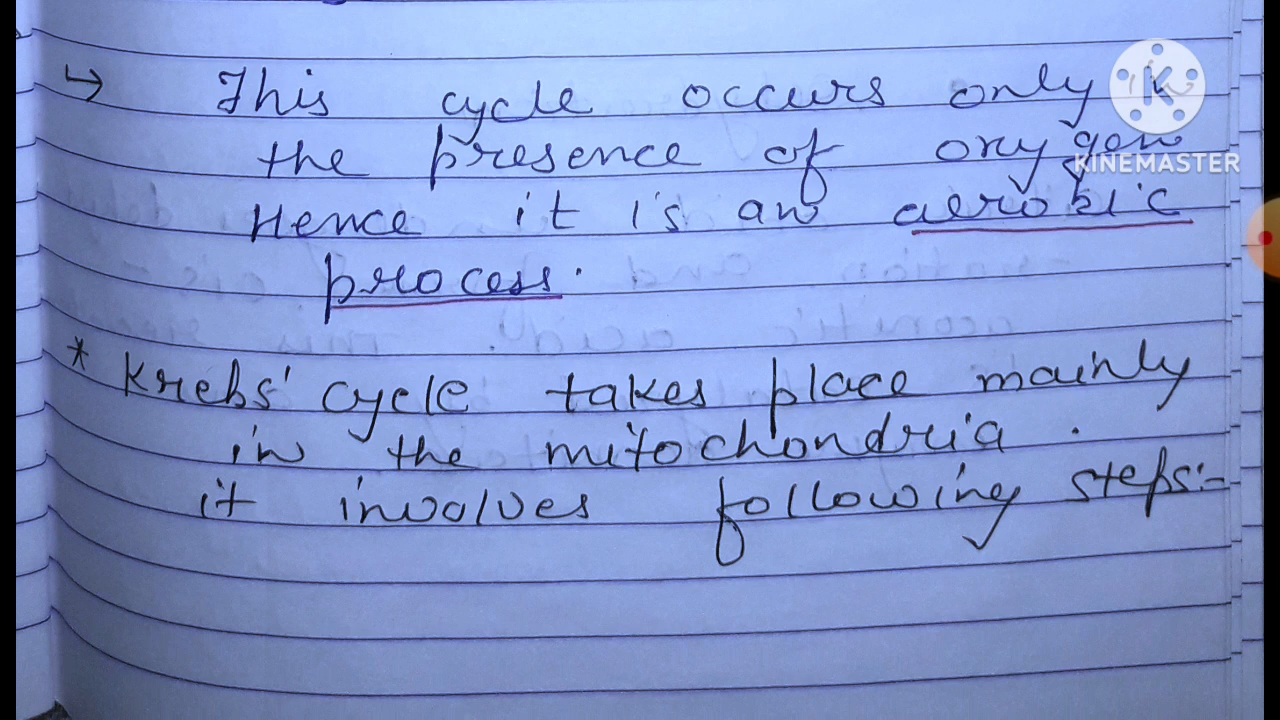 ↳ This cycle occurs only in
the presence of oxygen
Hence it is an aerobic
process.
* Krebs' cycle takes place mainly
in the mitochondria.
it involves following steps:-
KINEMASTER